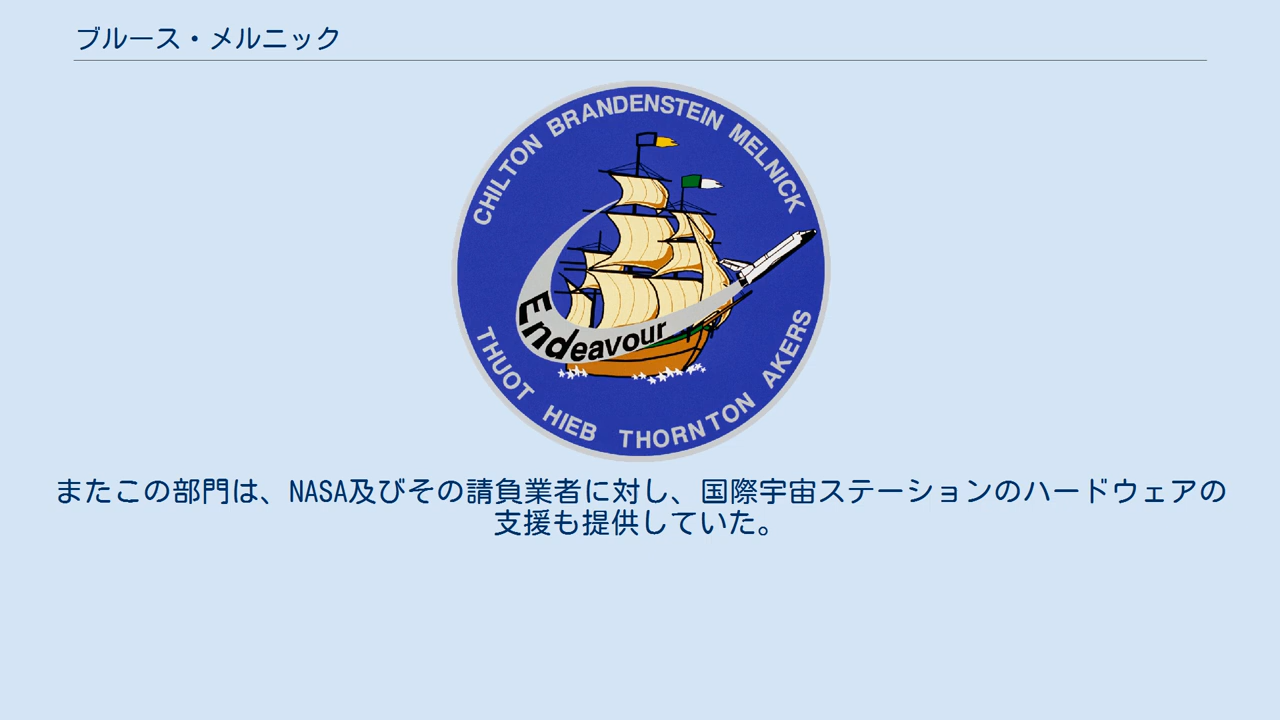 ブルース・メルニック
CHILTON BRANDENSTEIN MELNICK
Endeavour
THUOT HIEB THORNTON AKERS
またこの部門は、NASA及びその請負業者に対し、国際宇宙ステーションのハードウェアの
支援も提供していた。